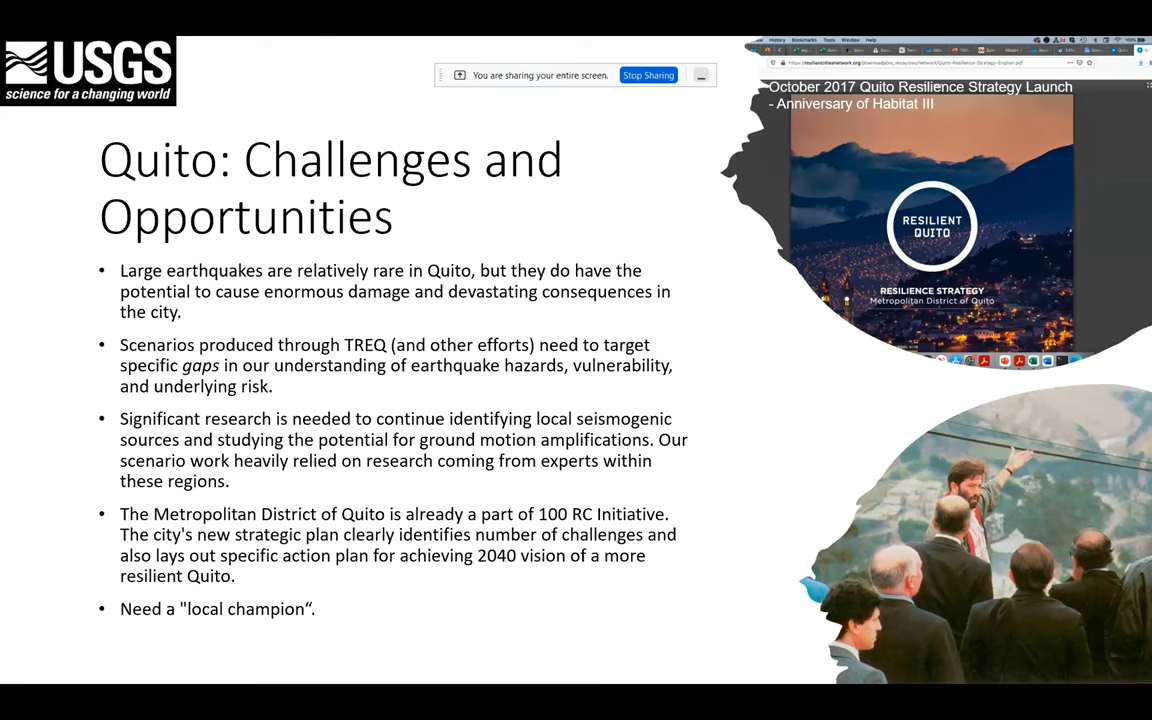 USGS
science for a changing world
You are sharing your entire screen.
Stop Sharing
History Bookmarks Tools Window Help
October 2017 Quito Resilience Strategy Launch
- Anniversary of Habitat III
RESILIENT
QUITO
RESILIENCE STRATEGY
Metropolitan District of Quito
Quito: Challenges and
Opportunities
• Large earthquakes are relatively rare in Quito, but they do have the
potential to cause enormous damage and devastating consequences in
the city.
• Scenarios produced through TREQ (and other efforts) need to target
specific gaps in our understanding of earthquake hazards, vulnerability,
and underlying risk.
• Significant research is needed to continue identifying local seismogenic
sources and studying the potential for ground motion amplifications. Our
scenario work heavily relied on research coming from experts within
these regions.
• The Metropolitan District of Quito is already a part of 100 RC Initiative.
The city's new strategic plan clearly identifies number of challenges and
also lays out specific action plan for achieving 2040 vision of a more
resilient Quito.
• Need a "local champion“.